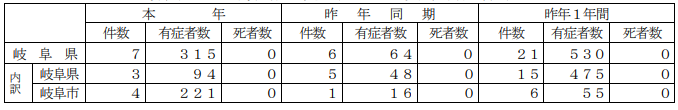 本　年　昨　年　同　期　昨年１年間
件数　有症者数　死者数　件数　有症者数　死者数　件数　有症者数　死者数
岐　阜　県　７　３１５　０　６　６４　０　２１　５３０　０
内訳　岐阜県　３　９４　０　５　４８　０　１５　４７５　０
岐阜市　４　２２１　０　１　１６　０　６　５５　０